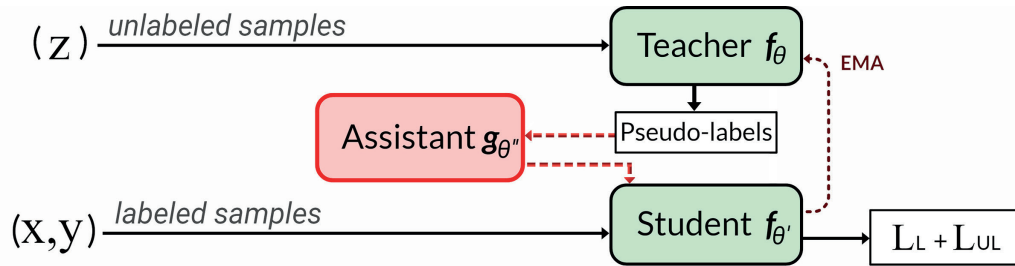 (z)
unlabeled samples
Teacher fθ
EMA
Pseudo-labels
Assistant gθ"
(x,y)
labeled samples
Student fθ'
LL + LUL